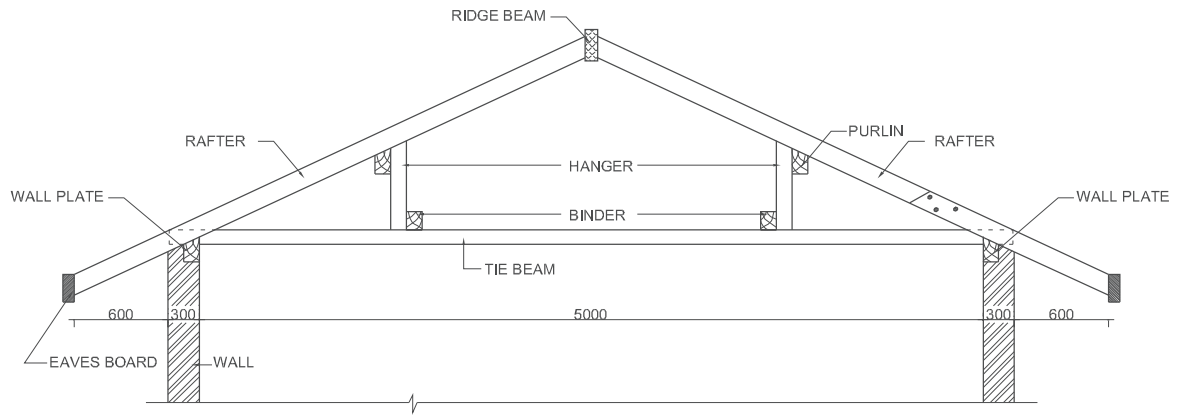 RIDGE BEAM
RAFTER
PURLIN
RAFTER
HANGER
WALL PLATE
WALL PLATE
BINDER
TIE BEAM
600
300
5000
300
600
EAVES BOARD
WALL